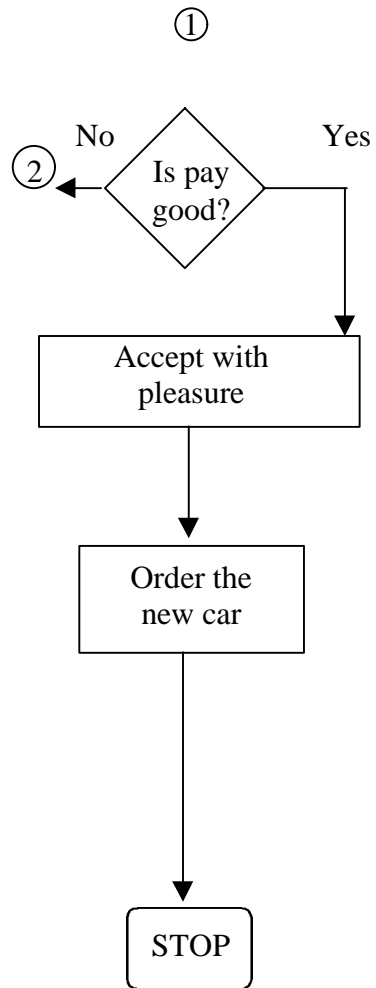 1
No
Yes
2
Is pay
good?
Accept with
pleasure
Order the
new car
STOP